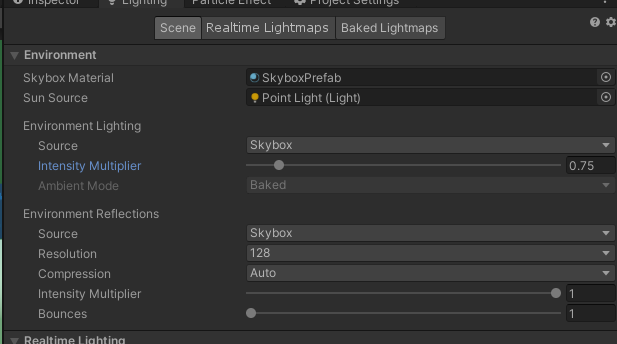 Inspector Lighting Particle Effect Project Settings
Scene Realtime Lightmaps Baked Lightmaps
Environment
Skybox Material SkyboxPrefab
Sun Source Point Light (Light)
Environment Lighting
Source Skybox
Intensity Multiplier 0.75
Ambient Mode Baked
Environment Reflections
Source Skybox
Resolution 128
Compression Auto
Intensity Multiplier 1
Bounces 1
Realtime Lighting